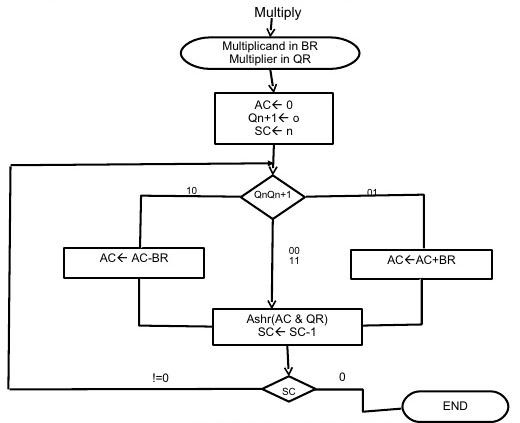 Multiply
Multiplicand in BR
Multiplier in QR
AC← 0
Qn+1← o
SC← n
QnQn+1
10
01
AC← AC-BR
00
11
AC←AC+BR
Ashr(AC & QR)
SC← SC-1
!=0
SC
0
END